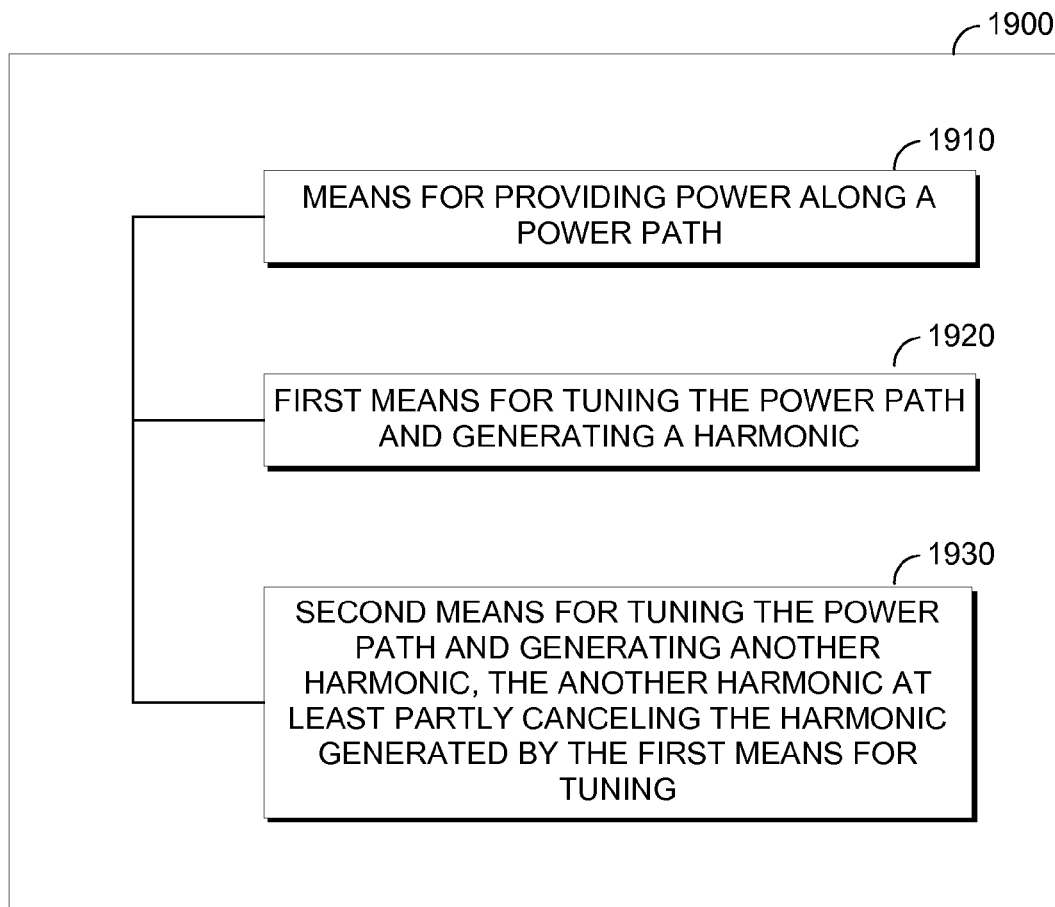 1900
1910
MEANS FOR PROVIDING POWER ALONG A
POWER PATH
1920
FIRST MEANS FOR TUNING THE POWER PATH
AND GENERATING A HARMONIC
1930
SECOND MEANS FOR TUNING THE POWER
PATH AND GENERATING ANOTHER
HARMONIC, THE ANOTHER HARMONIC AT
LEAST PARTLY CANCELING THE HARMONIC
GENERATED BY THE FIRST MEANS FOR
TUNING